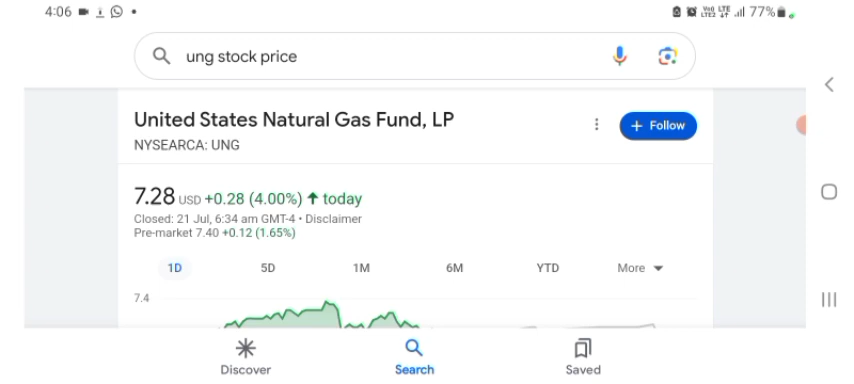 4:06
77%
ung stock price
United States Natural Gas Fund, LP
+ Follow
NYSEARCA: UNG
7.28 USD +0.28 (4.00%) ↑ today
Closed: 21 Jul, 6:34 am GMT-4 • Disclaimer
Pre-market 7.40 +0.12 (1.65%)
1D 5D 1M 6M YTD More
7.4
Discover Search Saved